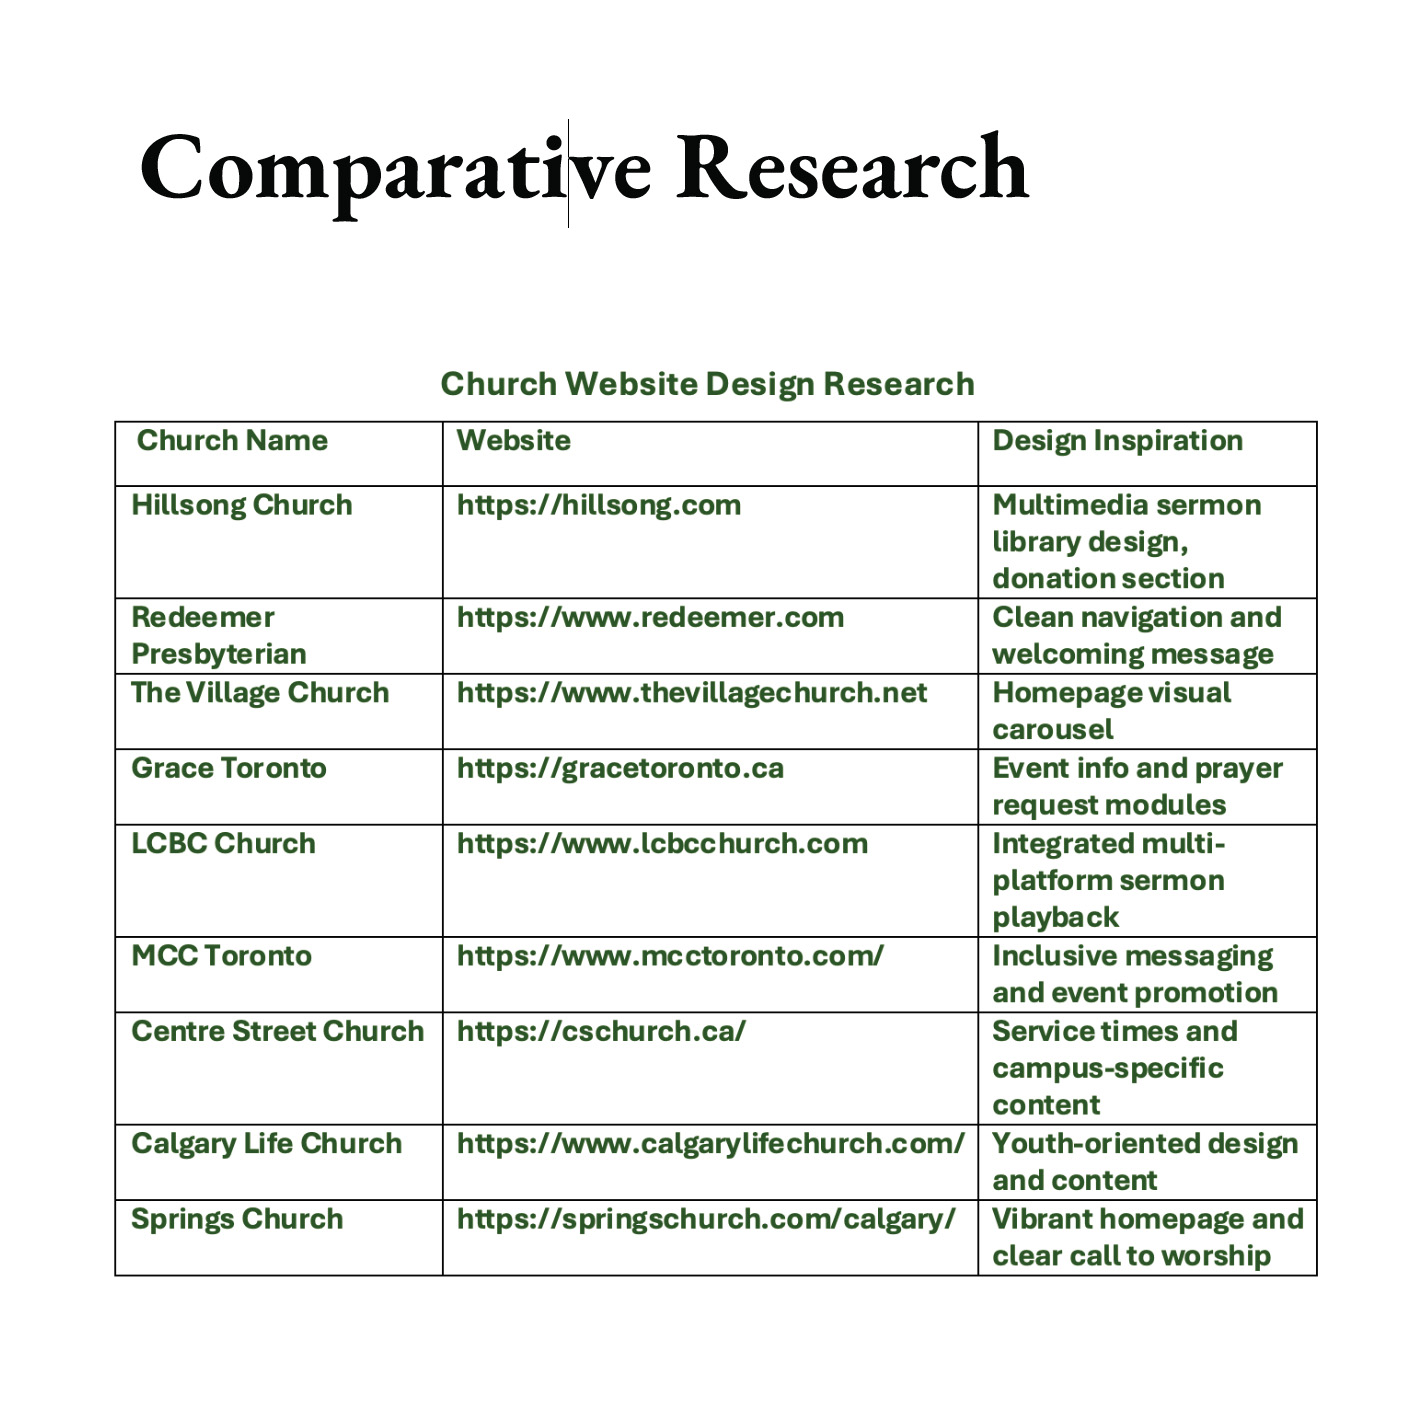 Comparative Research
Church Website Design Research
Church Name Website Design Inspiration
Hillsong Church https://hillsong.com Multimedia sermon
library design,
donation section
Redeemer https://www.redeemer.com Clean navigation and
Presbyterian welcoming message
The Village Church https://www.thevillagechurch.net Homepage visual
carousel
Grace Toronto https://gracetoronto.ca Event info and prayer
request modules
LCBC Church https://www.lcbcchurch.com Integrated multi-
platform sermon
playback
MCC Toronto https://www.mcctoronto.com/ Inclusive messaging
and event promotion
Centre Street Church https://cschurch.ca/ Service times and
campus-specific
content
Calgary Life Church https://www.calgarylifechurch.com/ Youth-oriented design
and content
Springs Church https://springschurch.com/calgary/ Vibrant homepage and
clear call to worship